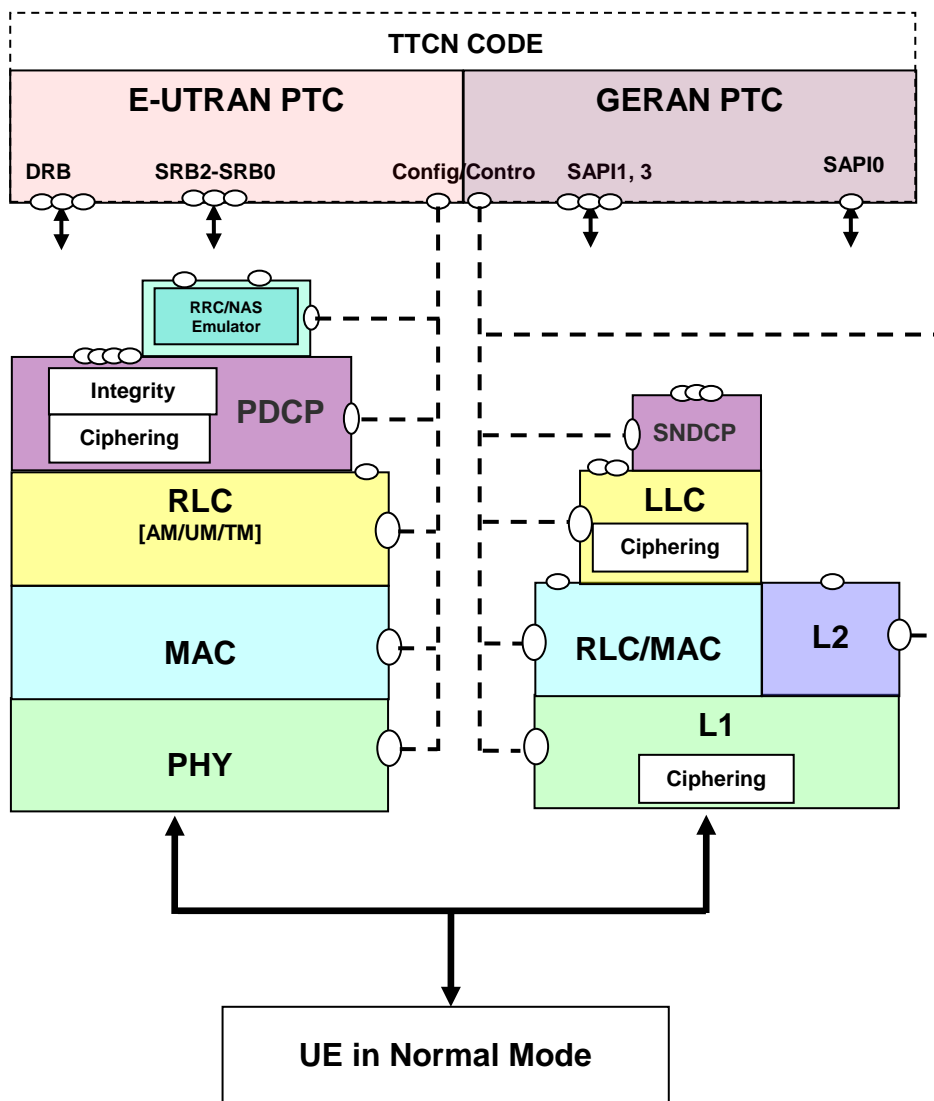 TTCN CODE
E-UTRAN PTC
GERAN PTC
DRB
SRB2-SRB0
Config/Contro
SAPI1, 3
SAPI0
RRC/NAS
Emulator
Integrity
Ciphering
PDCP
SNDCP
RLC
[AM/UM/TM]
LLC
Ciphering
MAC
RLC/MAC
L2
PHY
L1
Ciphering
UE in Normal Mode